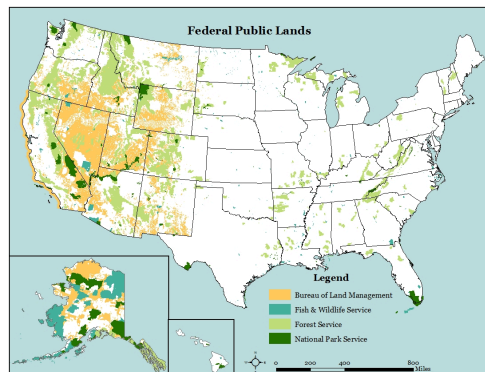 Federal Public Lands
Legend
Bureau of Land Management
Fish & Wildlife Service
Forest Service
National Park Service
0 200 400 800
Miles